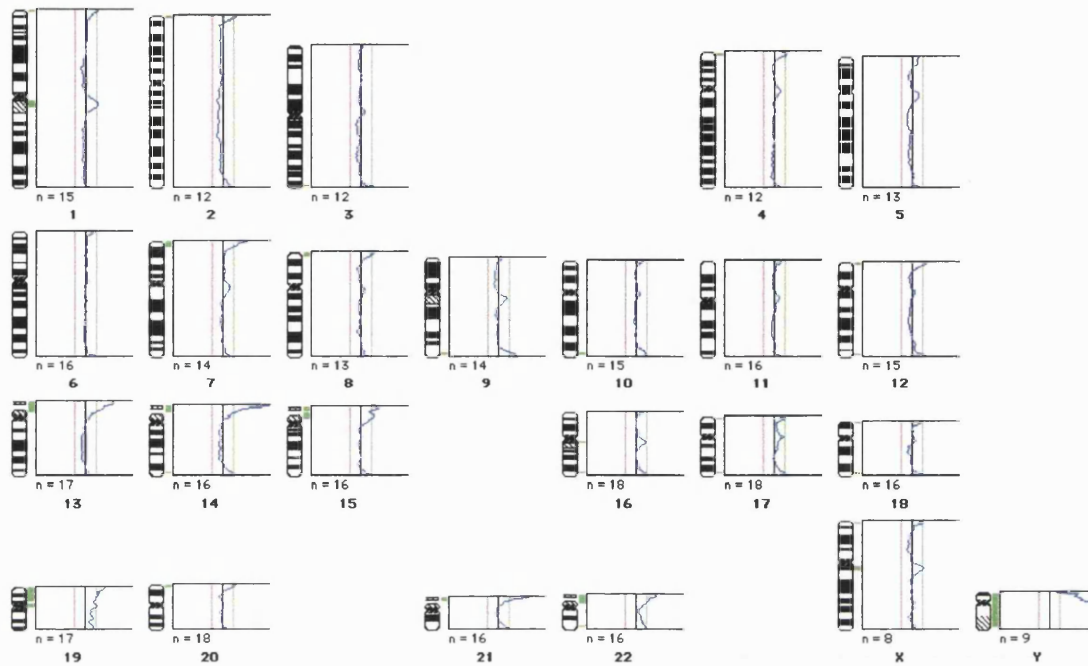 n = 15 n = 12 n = 12 n = 12 n = 13
1 2 3 4 5
n = 16 n = 14 n = 13 n = 14 n = 15 n = 16 n = 15
6 7 8 9 10 11 12
n = 17 n = 16 n = 16 n = 18 n = 18 n = 16
13 14 15 16 17 18
n = 17 n = 18 n = 16 n = 16 n = 8 n = 9
19 20 21 22 X Y